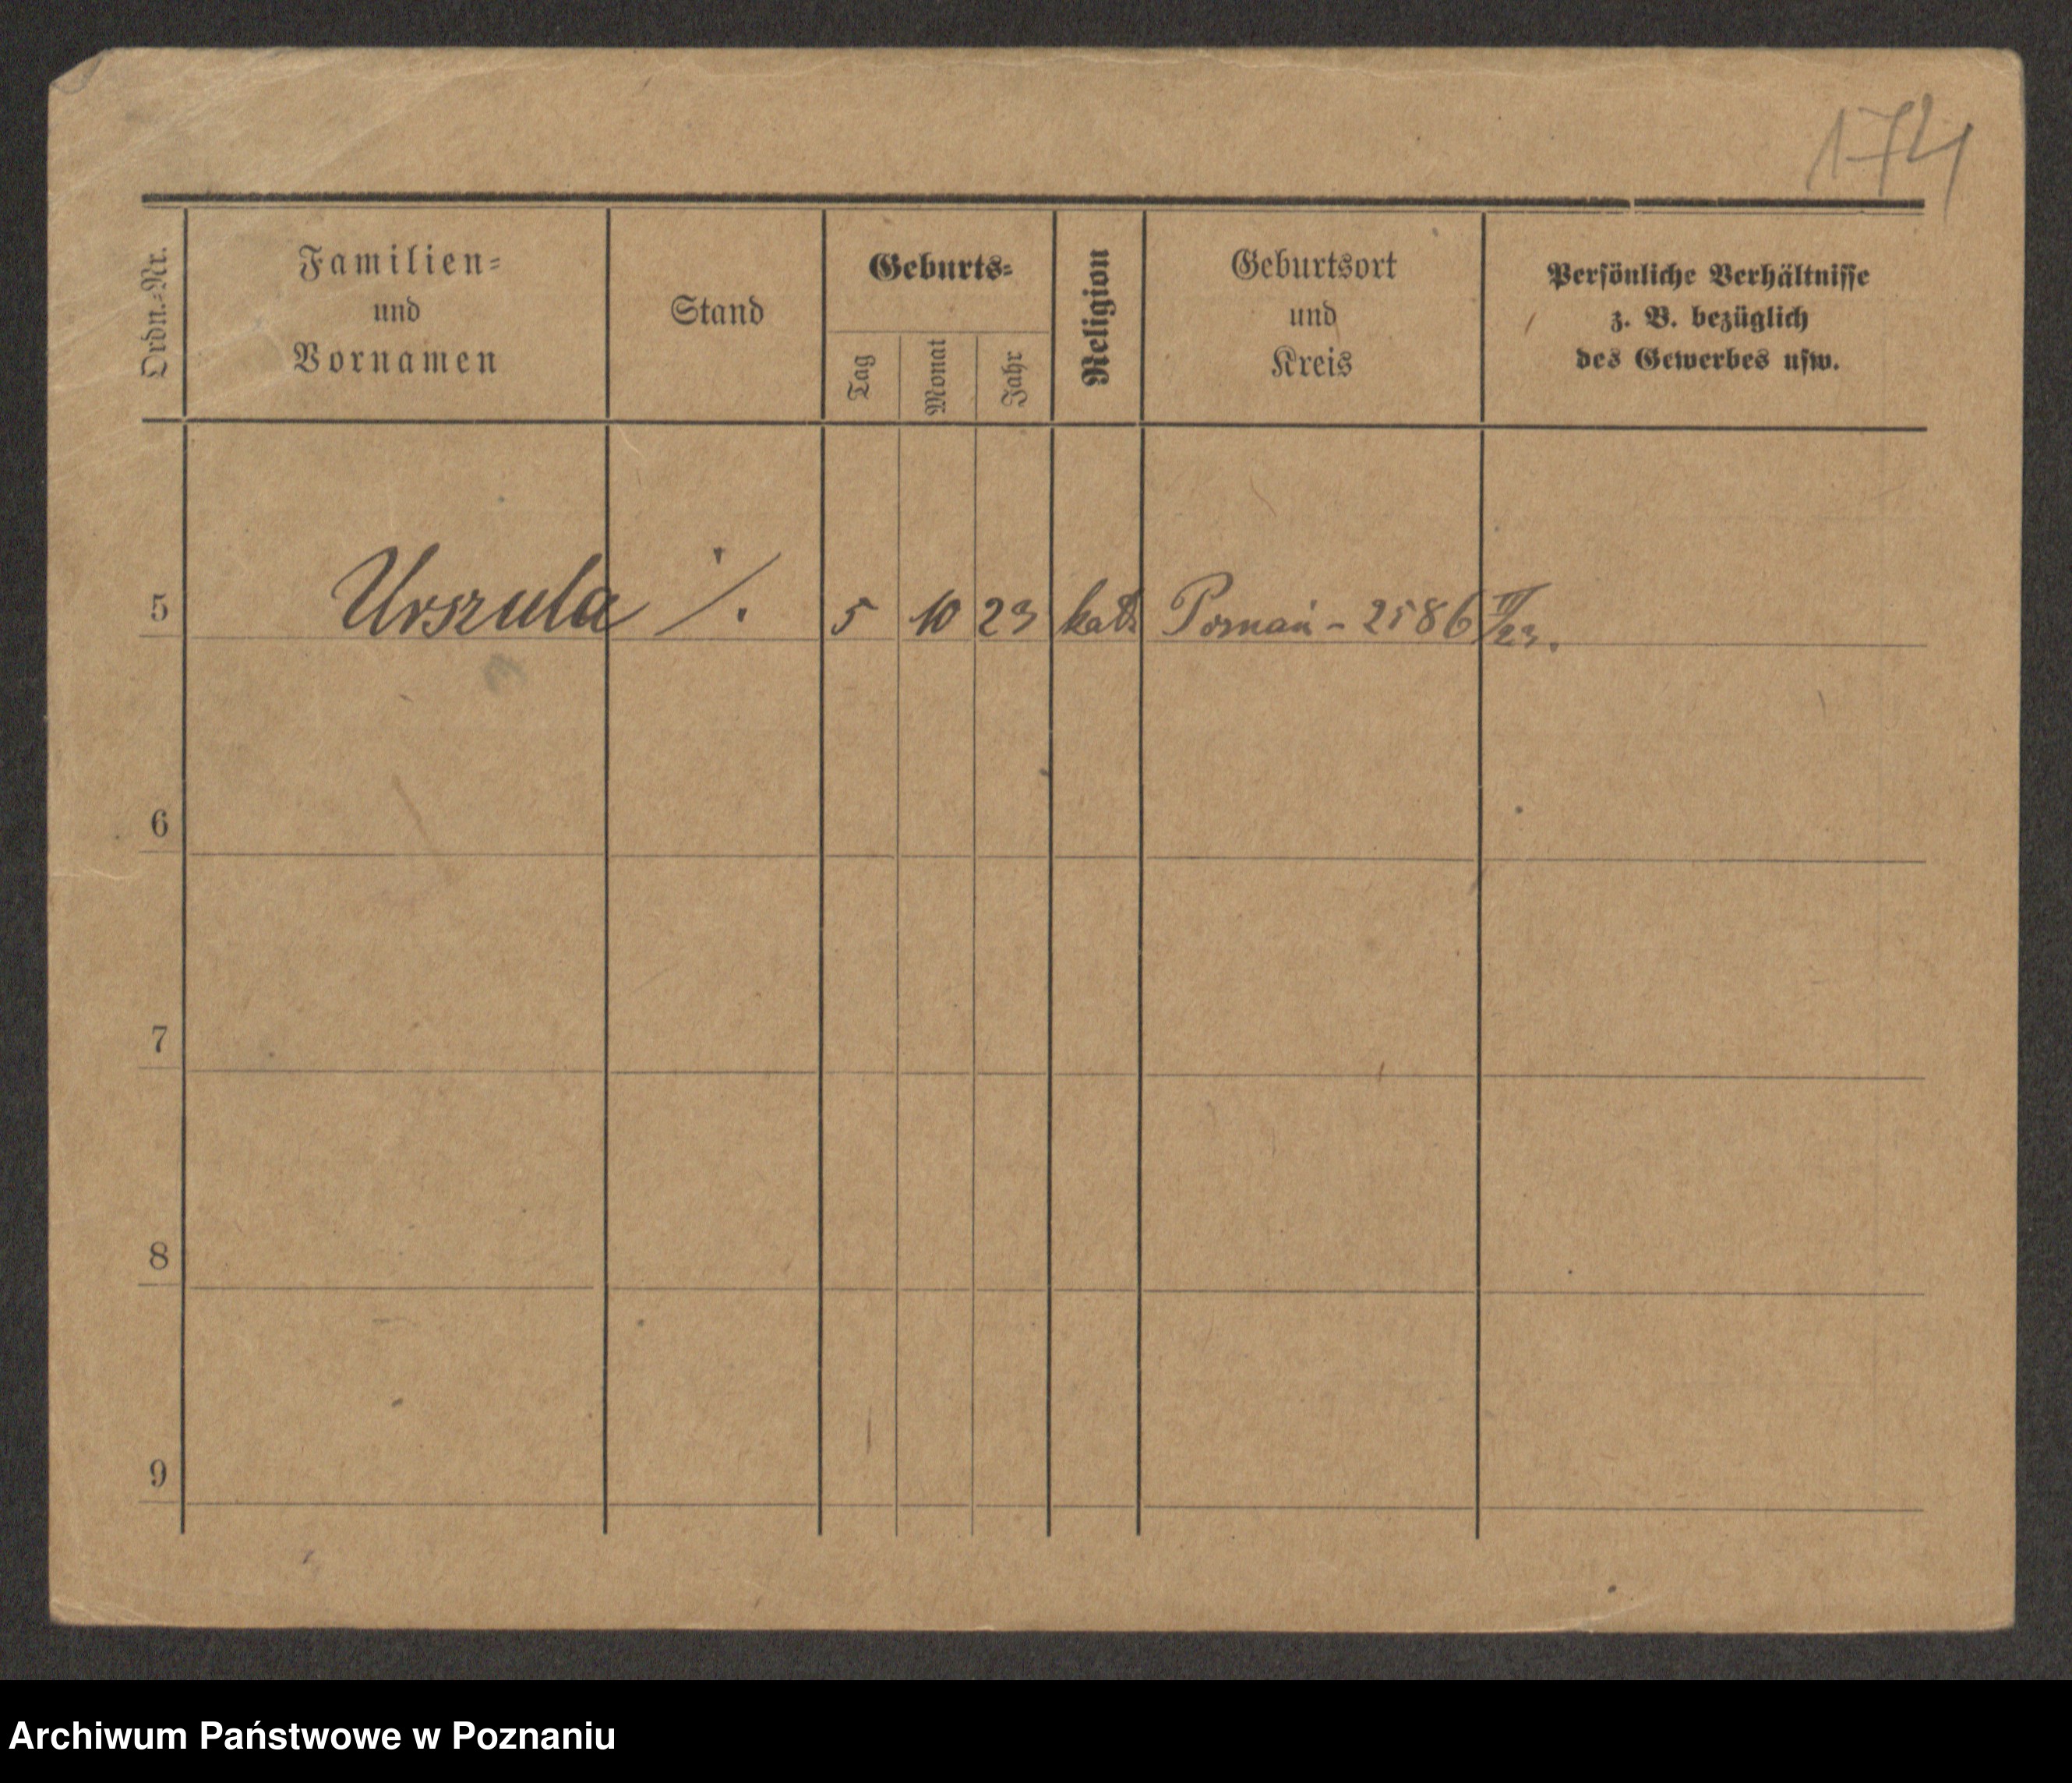 174
Ordn.-Nr.
Familien-
und
Vornamen
Stand
Geburts-
Tag
Monat
Jahr
Religion
Geburtsort
und
Kreis
Persönliche Verhältnisse
z. B. bezüglich
des Gewerbes usw.
5 Urszula ·/. 5 10 23 kath. Poznań - 2586 II/23.
6
7
8
9
Archiwum Państwowe w Poznaniu